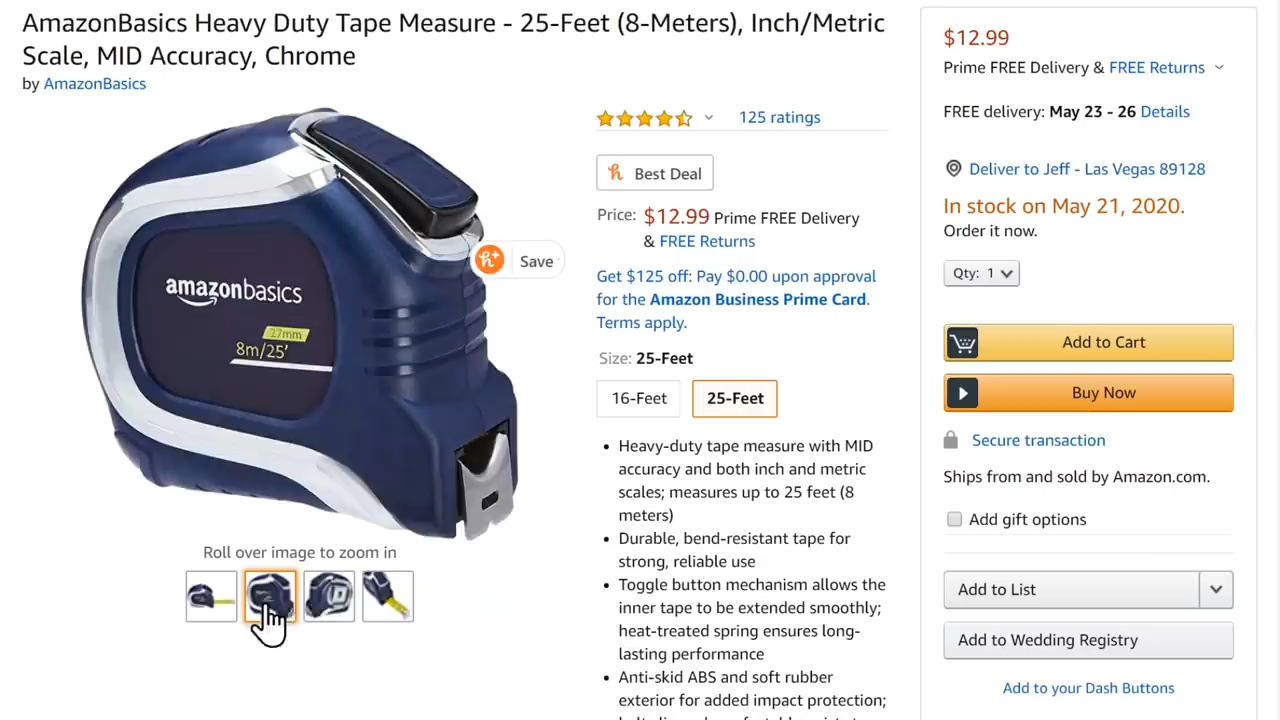 AmazonBasics Heavy Duty Tape Measure - 25-Feet (8-Meters), Inch/Metric
Scale, MID Accuracy, Chrome
by AmazonBasics
amazonbasics
27mm
8m/25'
Save
Roll over image to zoom in
125 ratings
Best Deal
Price: $12.99 Prime FREE Delivery
& FREE Returns
Get $125 off: Pay $0.00 upon approval
for the Amazon Business Prime Card.
Terms apply.
Size: 25-Feet
16-Feet
25-Feet
• Heavy-duty tape measure with MID
accuracy and both inch and metric
scales; measures up to 25 feet (8
meters)
• Durable, bend-resistant tape for
strong, reliable use
• Toggle button mechanism allows the
inner tape to be extended smoothly;
heat-treated spring ensures long-
lasting performance
• Anti-skid ABS and soft rubber
exterior for added impact protection;
$12.99
Prime FREE Delivery & FREE Returns
FREE delivery: May 23 - 26 Details
Deliver to Jeff - Las Vegas 89128
In stock on May 21, 2020.
Order it now.
Qty: 1
Add to Cart
Buy Now
Secure transaction
Ships from and sold by Amazon.com.
Add gift options
Add to List
Add to Wedding Registry
Add to your Dash Buttons